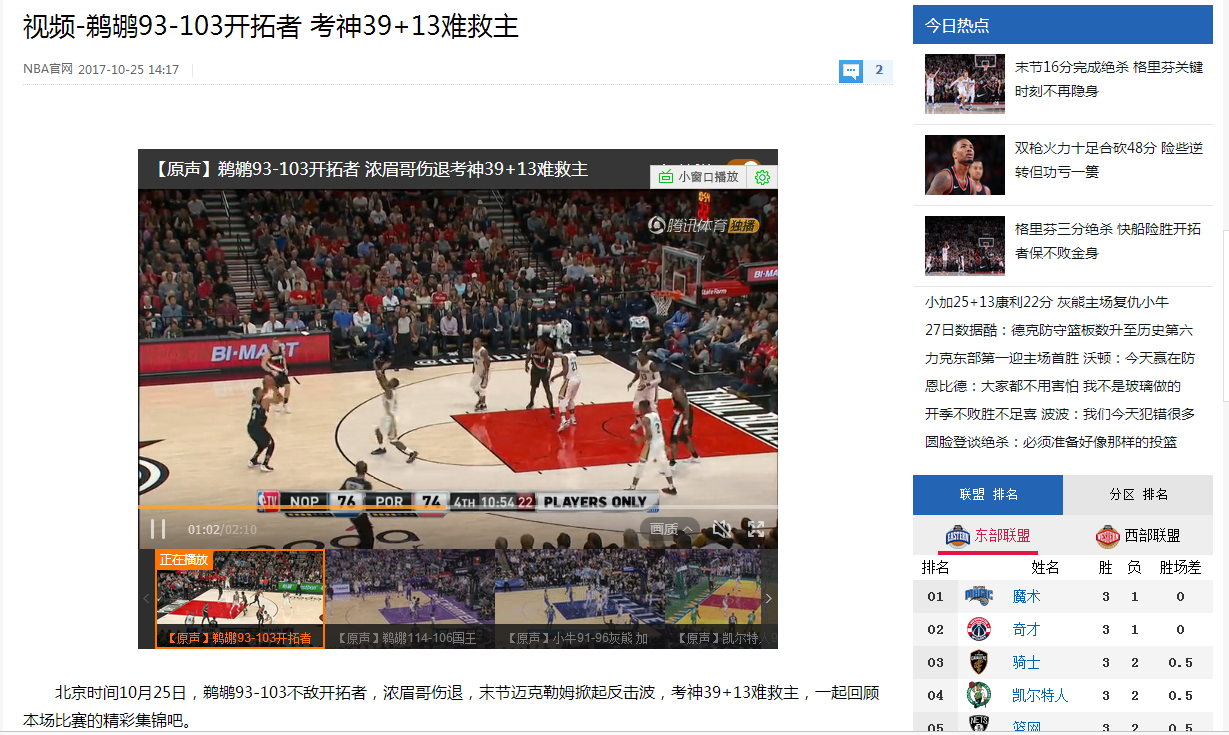 视频-鹈鹕93-103开拓者 考神39+13难救主
NBA官网 2017-10-25 14:17
2
【原声】鹈鹕93-103开拓者 浓眉哥伤退考神39+13难救主
小窗口播放
腾讯体育 独播
BI-MART
StateFarm
BI-M
NOP 76 POR 74 4TH 10:54 22 PLAYERS ONLY
01:02/02:10
画质
正在播放
【原声】鹈鹕93-103开拓者
【原声】鹈鹕114-106国王
【原声】小牛91-96灰熊 加
【原声】凯尔特人9
北京时间10月25日，鹈鹕93-103不敌开拓者，浓眉哥伤退，末节迈克勒姆掀起反击波，考神39+13难救主，一起回顾
本场比赛的精彩集锦吧。
今日热点
末节16分完成绝杀 格里芬关键
时刻不再隐身
双枪火力十足合砍48分 险些逆
转但功亏一篑
格里芬三分绝杀 快船险胜开拓
者保不败金身
小加25+13康利22分 灰熊主场复仇小牛
27日数据酷：德克防守篮板数升至历史第六
力克东部第一迎主场首胜 沃顿：今天赢在防
恩比德：大家都不用害怕 我不是玻璃做的
开季不败胜不足喜 波波：我们今天犯错很多
圆脸登谈绝杀：必须准备好像那样的投篮
联盟 排名 分区 排名
东部联盟 西部联盟
排名 姓名 胜 负 胜场差
01 魔术 3 1 0
02 奇才 3 1 0
03 骑士 3 2 0.5
04 凯尔特人 3 2 0.5
05 篮网 3 2 0.5